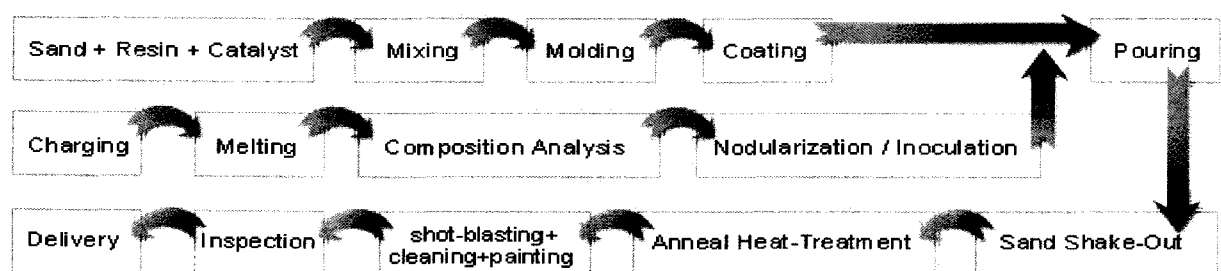 Sand + Resin + Catalyst
Mixing
Molding
Coating
Pouring
Charging
Melting
Composition Analysis
Nodularization / Inoculation
Delivery
Inspection
shot-blasting+
cleaning+painting
Anneal Heat-Treatment
Sand Shake-Out